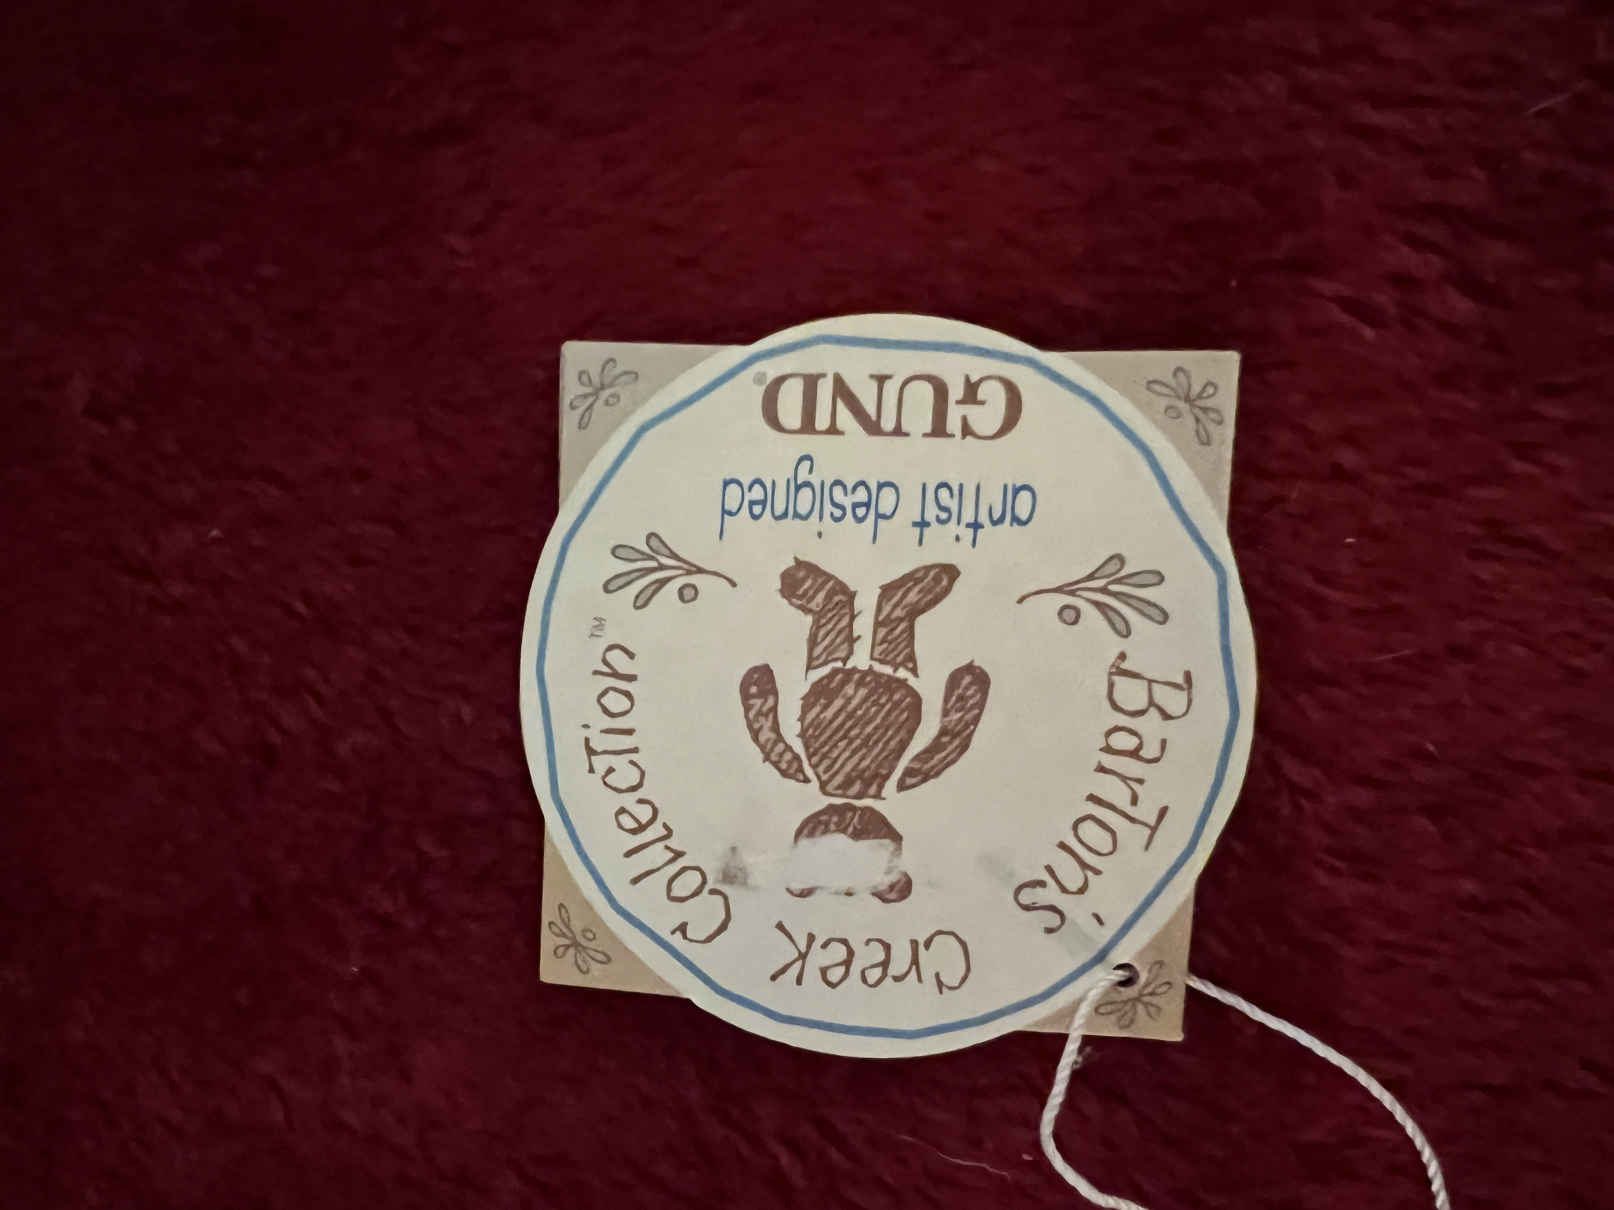 Barton's Creek Collection™
artist designed
GUND®